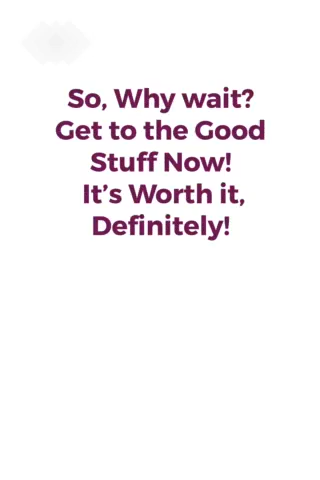 So, Why wait?
Get to the Good
Stuff Now!
It’s Worth it,
Definitely!